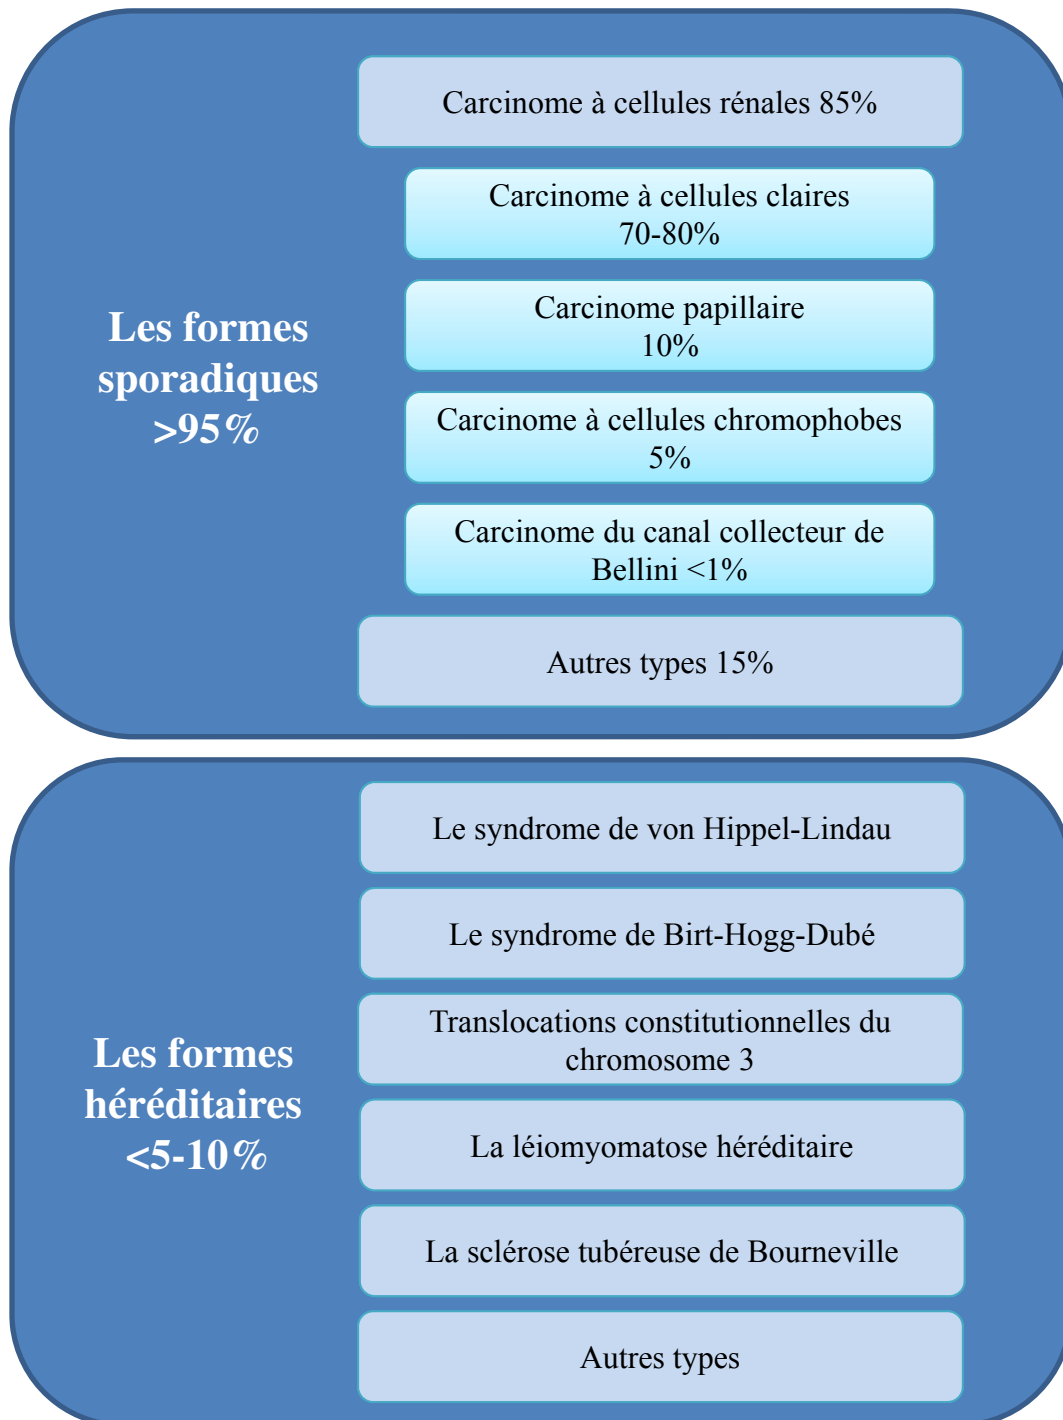 Les formes
sporadiques
>95%
Carcinome à cellules rénales 85%
Carcinome à cellules claires
70-80%
Carcinome papillaire
10%
Carcinome à cellules chromophobes
5%
Carcinome du canal collecteur de
Bellini <1%
Autres types 15%
Les formes
héréditaires
<5-10%
Le syndrome de von Hippel-Lindau
Le syndrome de Birt-Hogg-Dubé
Translocations constitutionnelles du
chromosome 3
La léiomyomatose héréditaire
La sclérose tubéreuse de Bourneville
Autres types